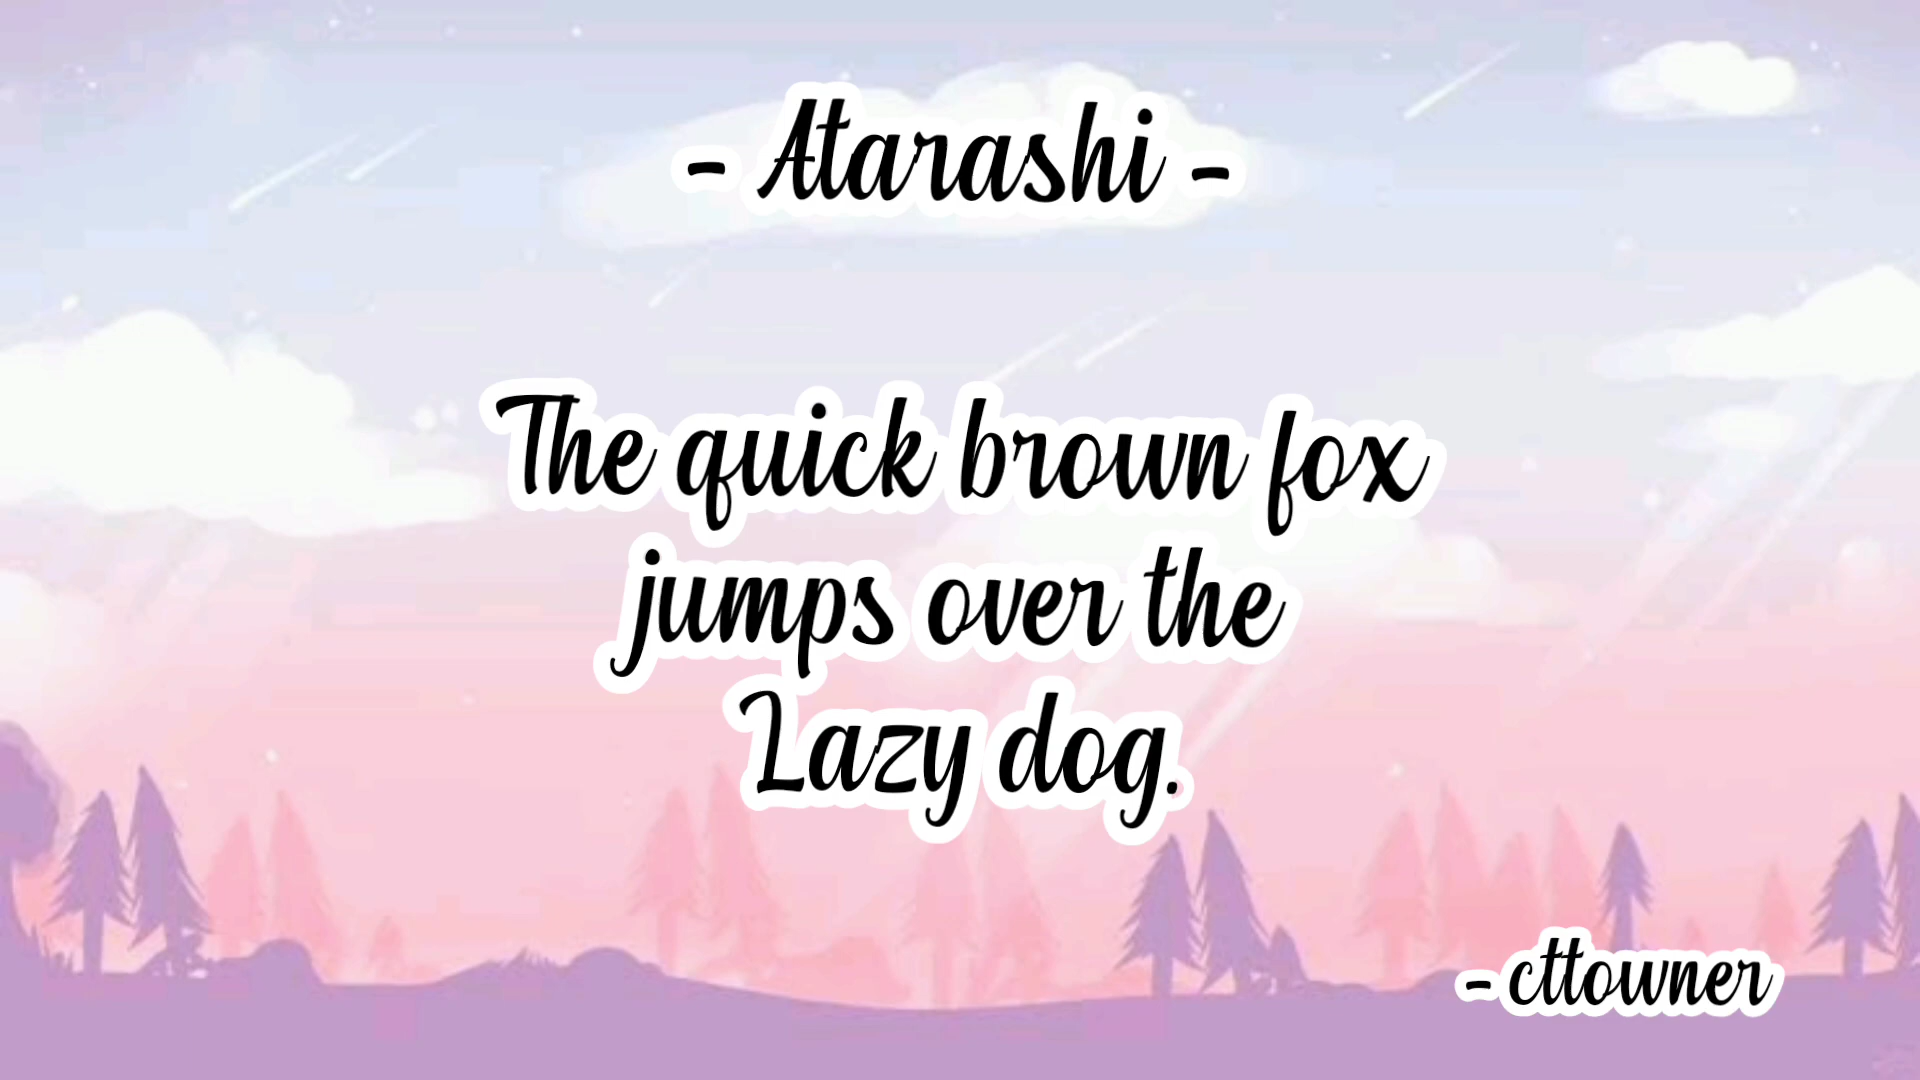 - Atarashi -
The quick brown fox
jumps over the
Lazy dog.
- cttowner